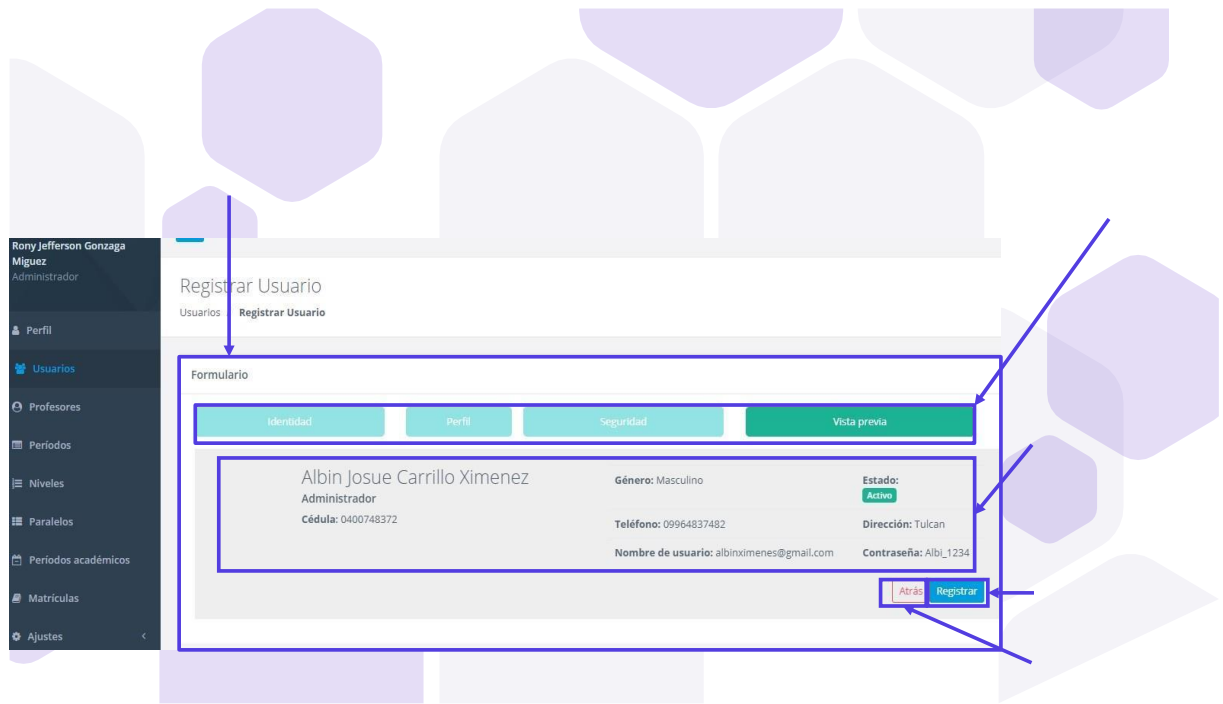 Rony Jefferson Gonzaga
Miguez
Administrador
Perfil
Usuarios
Profesores
Períodos
Niveles
Paralelos
Períodos académicos
Matrículas
Ajustes
Registrar Usuario
Usuarios / Registrar Usuario
Formulario
Identidad Perfil Seguridad Vista previa
Albin Josue Carrillo Ximenez
Administrador
Cédula: 0400748372
Género: Masculino
Estado:
Activo
Teléfono: 09964837482
Dirección: Tulcan
Nombre de usuario: albinximenes@gmail.com
Contraseña: Albi_1234
Atrás Registrar